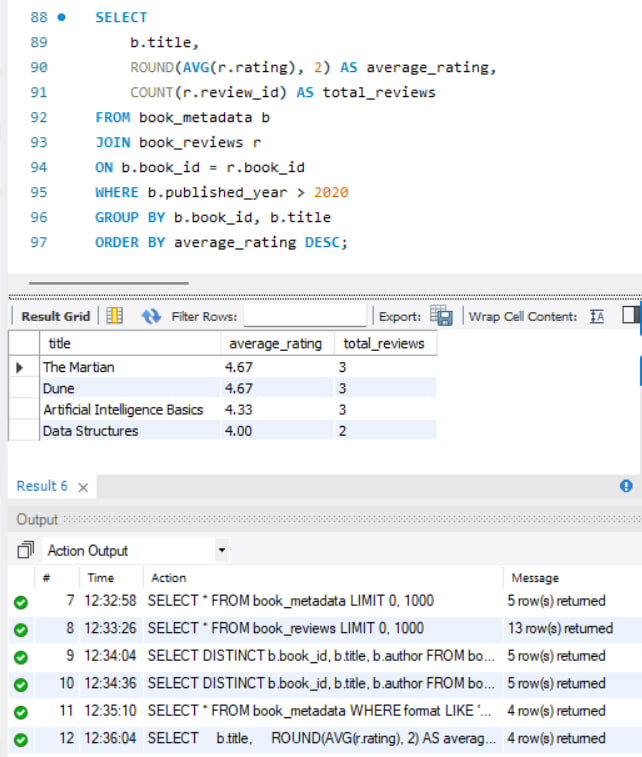 88 SELECT
89 b.title,
90 ROUND(AVG(r.rating), 2) AS average_rating,
91 COUNT(r.review_id) AS total_reviews
92 FROM book_metadata b
93 JOIN book_reviews r
94 ON b.book_id = r.book_id
95 WHERE b.published_year > 2020
96 GROUP BY b.book_id, b.title
97 ORDER BY average_rating DESC;
Result Grid Filter Rows: Export: Wrap Cell Content:
title average_rating total_reviews
The Martian 4.67 3
Dune 4.67 3
Artificial Intelligence Basics 4.33 3
Data Structures 4.00 2
Result 6
Output
Action Output
# Time Action Message
7 12:32:58 SELECT * FROM book_metadata LIMIT 0, 1000 5 row(s) returned
8 12:33:26 SELECT * FROM book_reviews LIMIT 0, 1000 13 row(s) returned
9 12:34:04 SELECT DISTINCT b.book_id, b.title, b.author FROM bo... 5 row(s) returned
10 12:34:36 SELECT DISTINCT b.book_id, b.title, b.author FROM bo... 5 row(s) returned
11 12:35:10 SELECT * FROM book_metadata WHERE format LIKE '... 4 row(s) returned
12 12:36:04 SELECT b.title, ROUND(AVG(r.rating), 2) AS averag... 4 row(s) returned